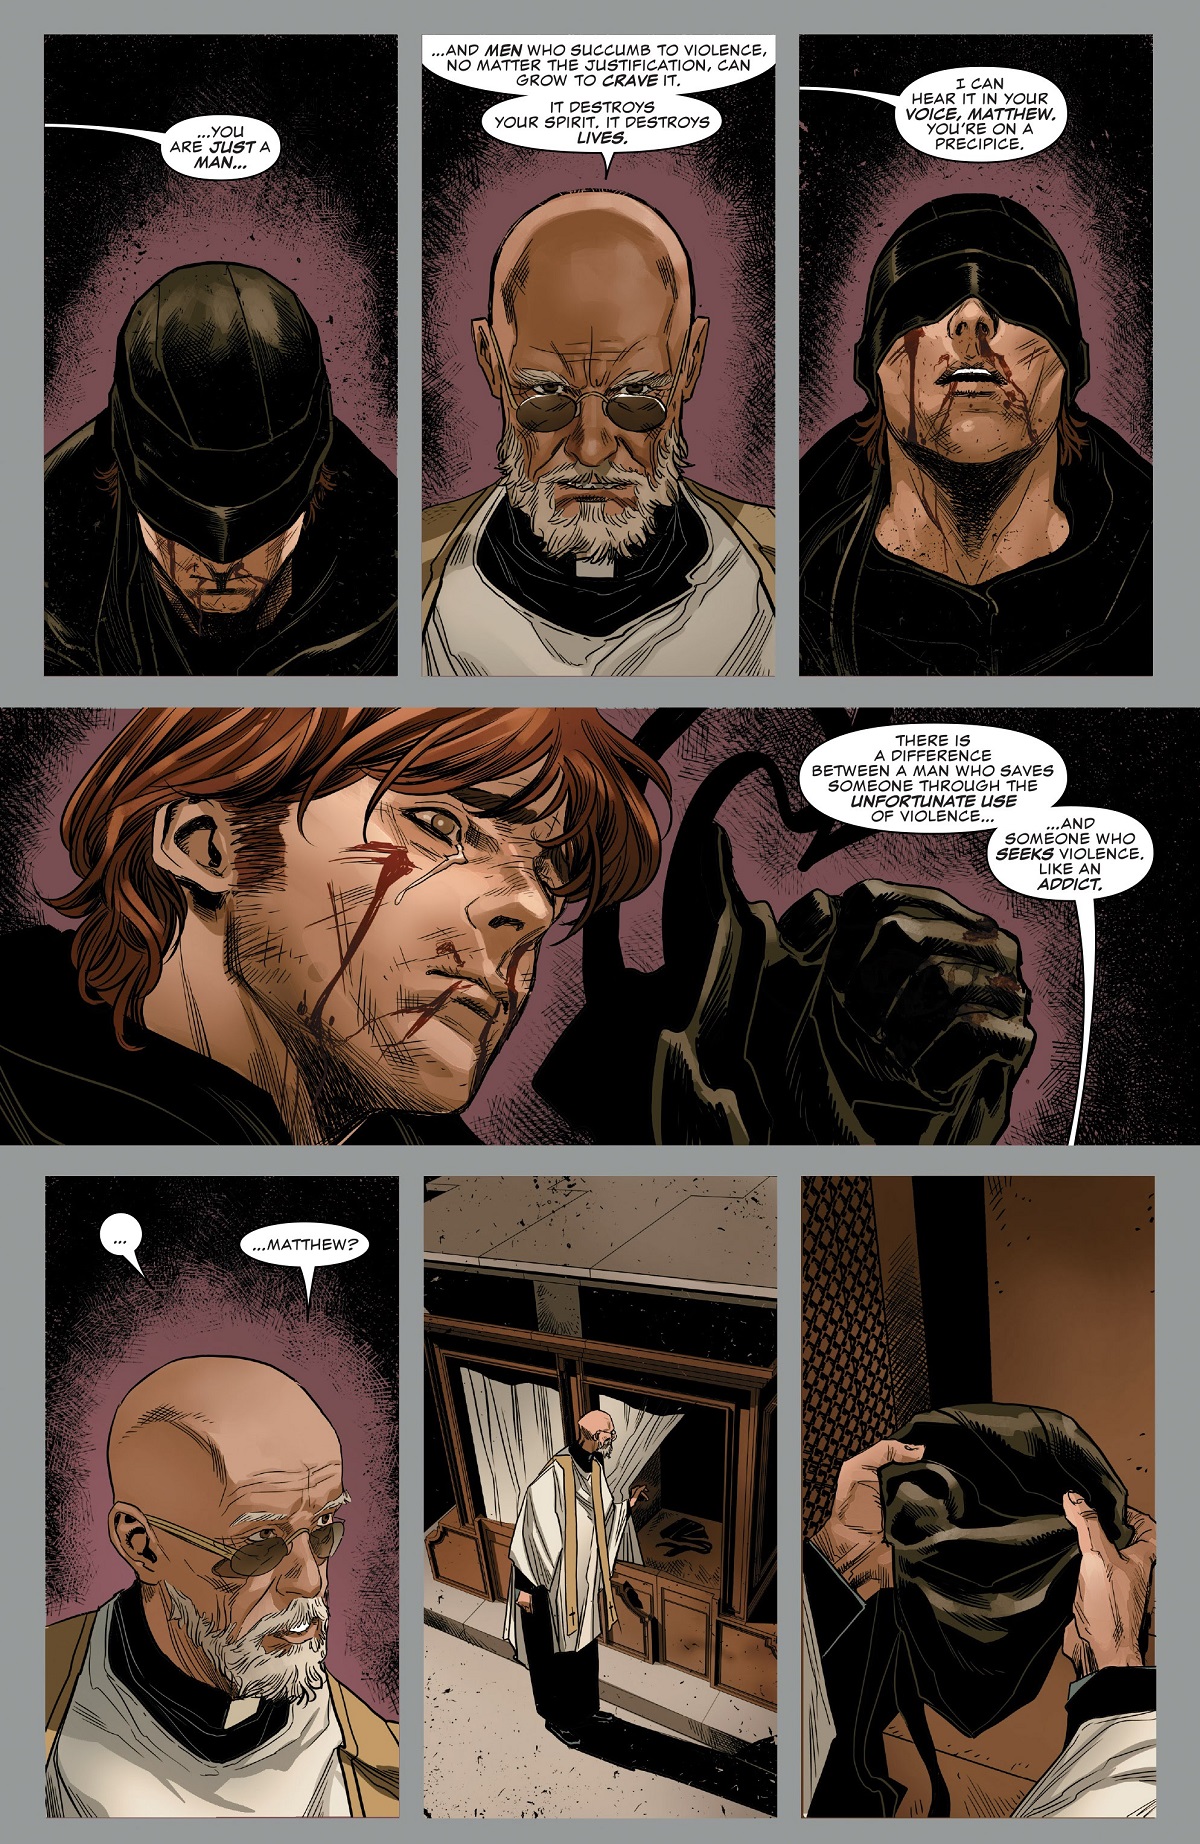 ...YOU
ARE JUST A
MAN...
...AND MEN WHO SUCCUMB TO VIOLENCE,
NO MATTER THE JUSTIFICATION, CAN
GROW TO CRAVE IT.
IT DESTROYS
YOUR SPIRIT. IT DESTROYS
LIVES.
I CAN
HEAR IT IN YOUR
VOICE, MATTHEW.
YOU'RE ON A
PRECIPICE.
THERE IS
A DIFFERENCE
BETWEEN A MAN WHO SAVES
SOMEONE THROUGH THE
UNFORTUNATE USE
OF VIOLENCE...
...AND
SOMEONE WHO
SEEKS VIOLENCE.
LIKE AN
ADDICT.
...
...MATTHEW?